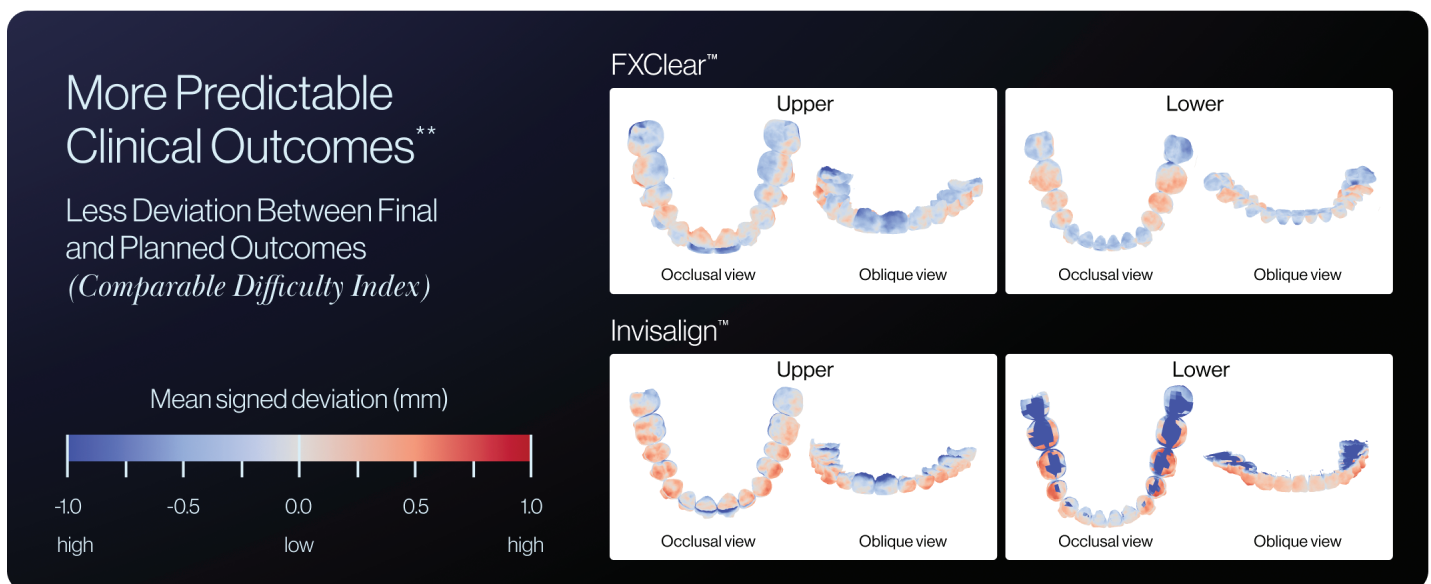 More Predictable
Clinical Outcomes**
Less Deviation Between Final
and Planned Outcomes
(Comparable Difficulty Index)
Mean signed deviation (mm)
-1.0 -0.5 0.0 0.5 1.0
high low high
FXClear™
Upper
Occlusal view Oblique view
Lower
Occlusal view Oblique view
Invisalign™
Upper
Occlusal view Oblique view
Lower
Occlusal view Oblique view